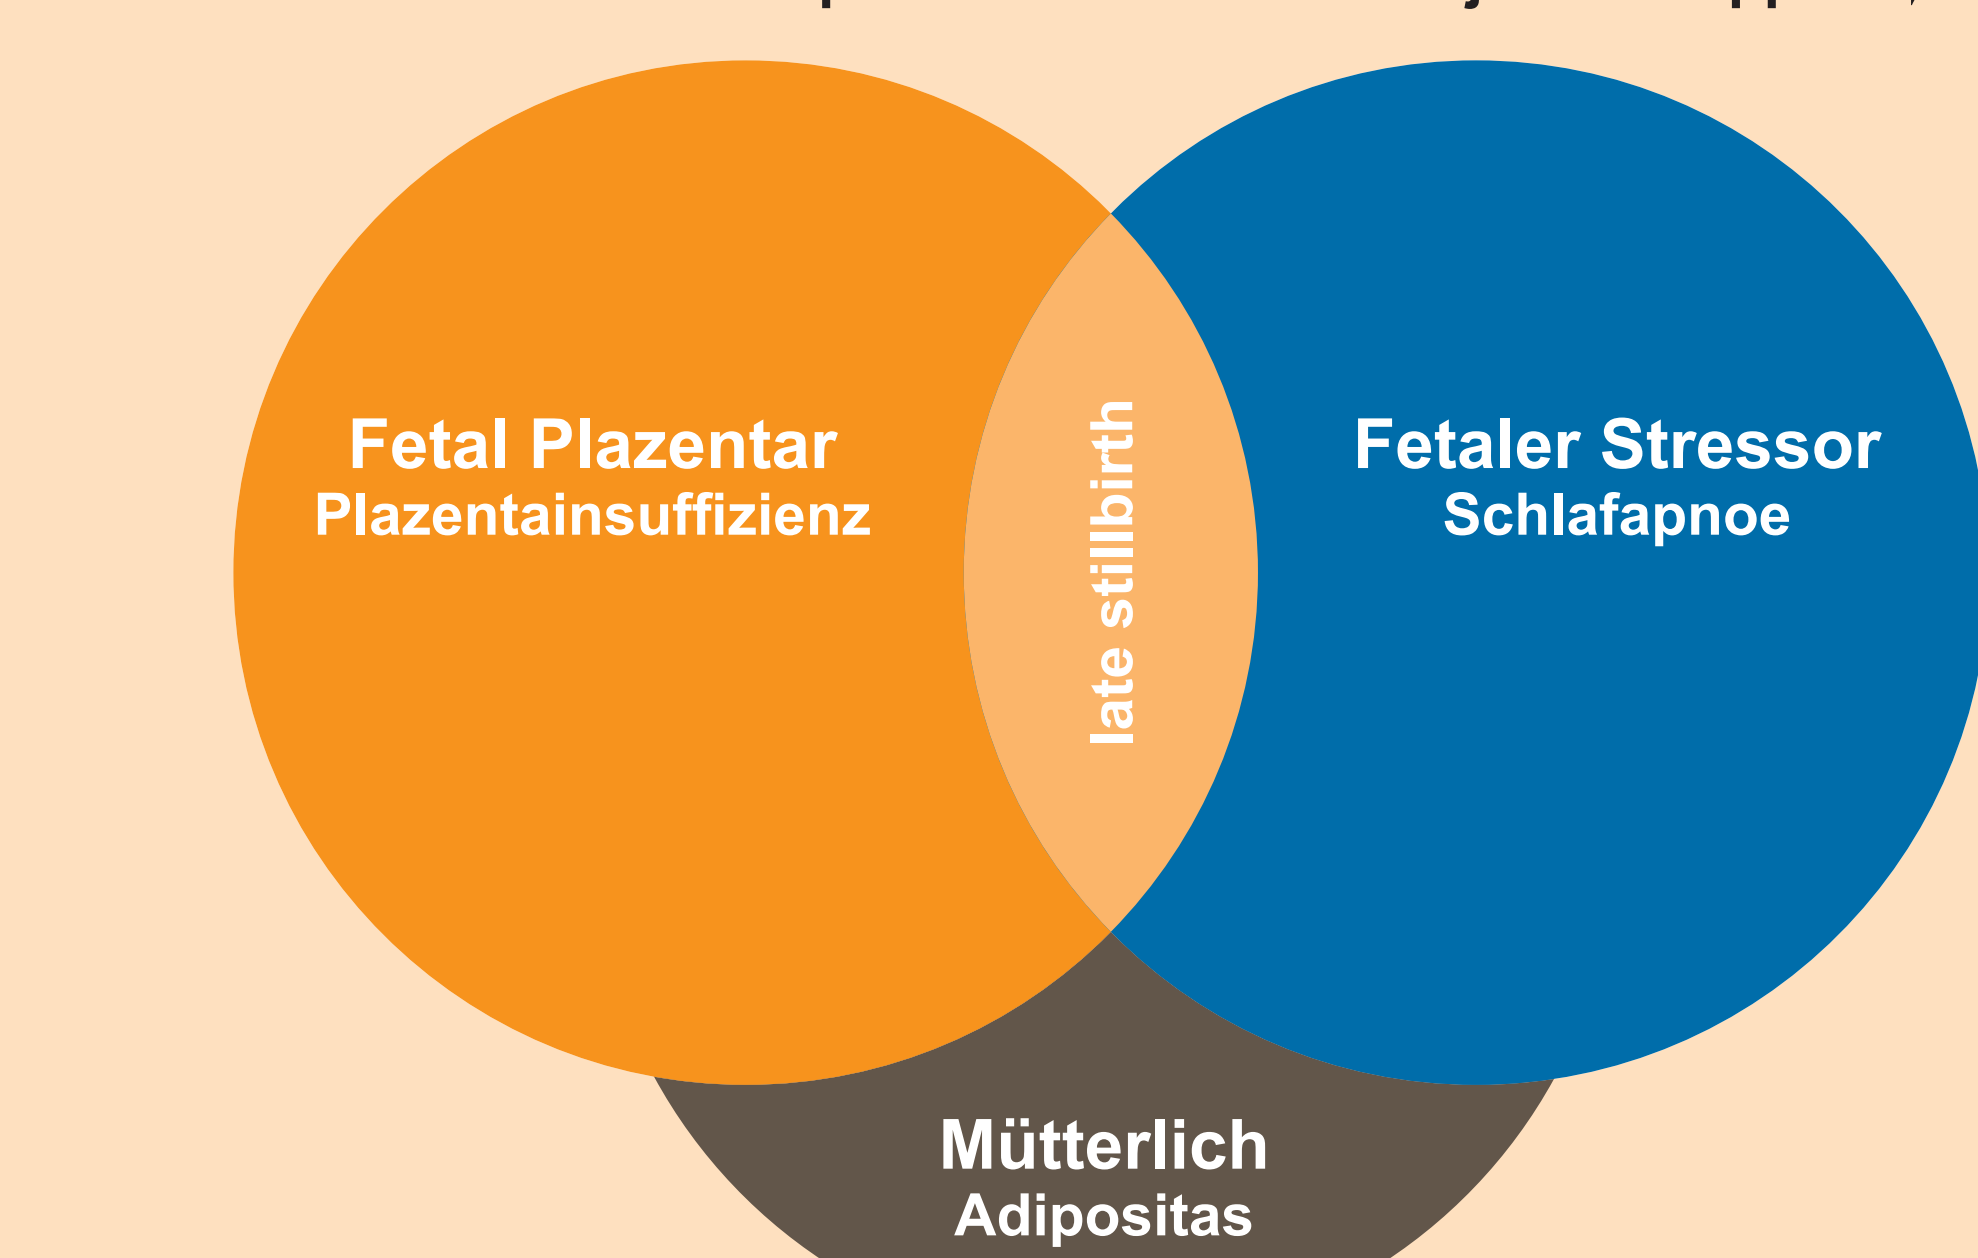 Fetal Plazentar
Plazentainsuffizienz
late stillbirth
Fetaler Stressor
Schlafapnoe
Mütterlich
Adipositas